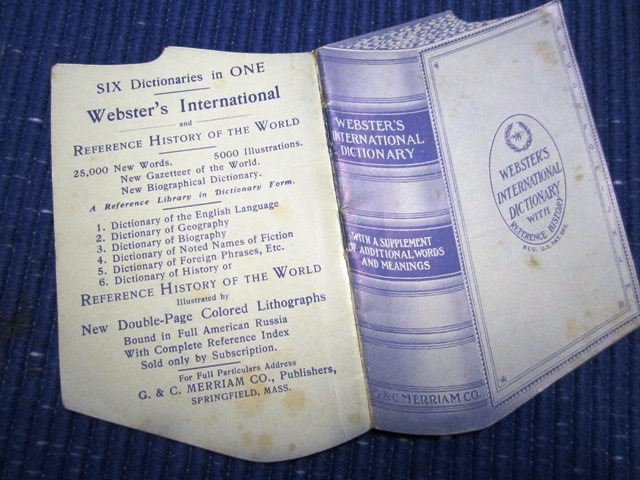 SIX Dictionaries in ONE
Webster's International
and
REFERENCE HISTORY OF THE WORLD
25,000 New Words. 5000 Illustrations.
New Gazetteer of the World.
New Biographical Dictionary.
A Reference Library in Dictionary Form.
1. Dictionary of the English Language
2. Dictionary of Geography
3. Dictionary of Biography
4. Dictionary of Noted Names of Fiction
5. Dictionary of Foreign Phrases, Etc.
6. Dictionary of History or
REFERENCE HISTORY OF THE WORLD
Illustrated by
New Double-Page Colored Lithographs
Bound in Full American Russia
With Complete Reference Index
Sold only by Subscription.
For Full Particulars Address
G. & C. MERRIAM CO., Publishers,
SPRINGFIELD, MASS.
WEBSTER'S
INTERNATIONAL
DICTIONARY
WITH A SUPPLEMENT
OF ADDITIONAL WORDS
AND MEANINGS
G. & C. MERRIAM CO.
W
WEBSTER'S
INTERNATIONAL
DICTIONARY
WITH
REFERENCE HISTORY
REG. U.S. PAT. OFF.